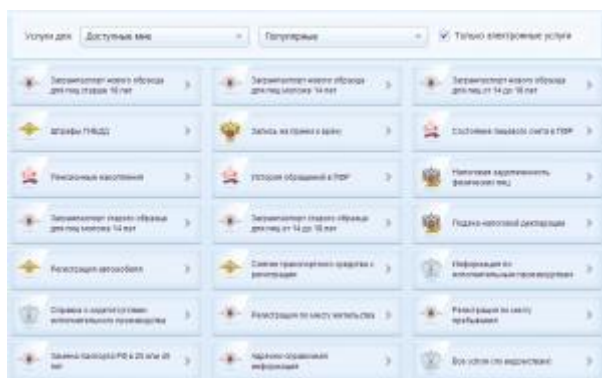 Услуги для Доступные мне Популярные Только электронные услуги
Загранпаспорт нового образца
для лиц старше 18 лет
Загранпаспорт нового образца
для лиц моложе 14 лет
Загранпаспорт нового образца
для лиц от 14 до 18 лет
Штрафы ГИБДД
Запись на прием к врачу
Состояние лицевого счета в ПФР
Пенсионные накопления
История обращений в ПФР
Налоговая задолженность
физических лиц
Загранпаспорт старого образца
для лиц моложе 14 лет
Загранпаспорт старого образца
для лиц от 14 до 18 лет
Подача налоговой декларации
Регистрация автомобиля
Снятие транспортного средства с
регистрации
Информация по
исполнительным производствам
Справка о
исполнительного производства
Регистрация по месту жительства
Регистрация по месту
пребывания
Замена паспорта РФ в 20 или 45
лет
Адресно-справочная
информация
Все услуги (по ведомствам)